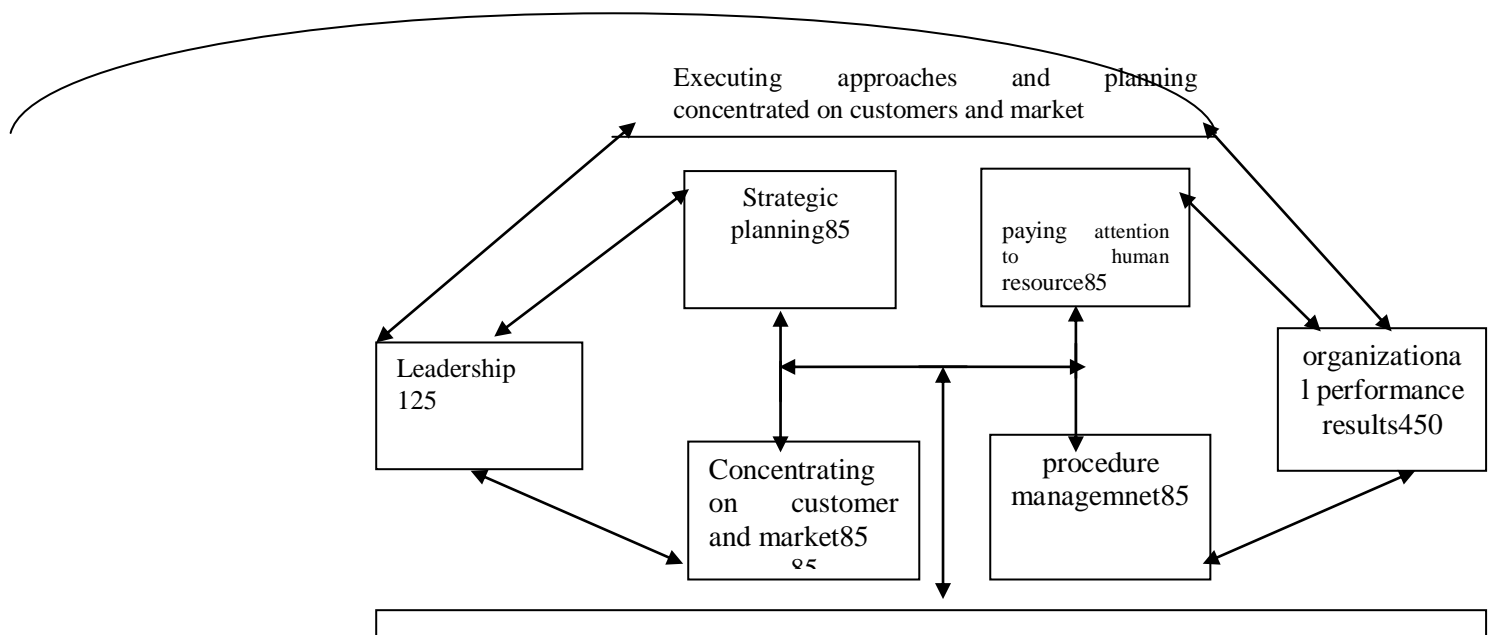 Executing approaches and planning
concentrated on customers and market
Strategic
planning85
paying attention
to human
resource85
Leadership
125
organizationa
l performance
results450
Concentrating
on customer
and market85
85
procedure
managemnet85